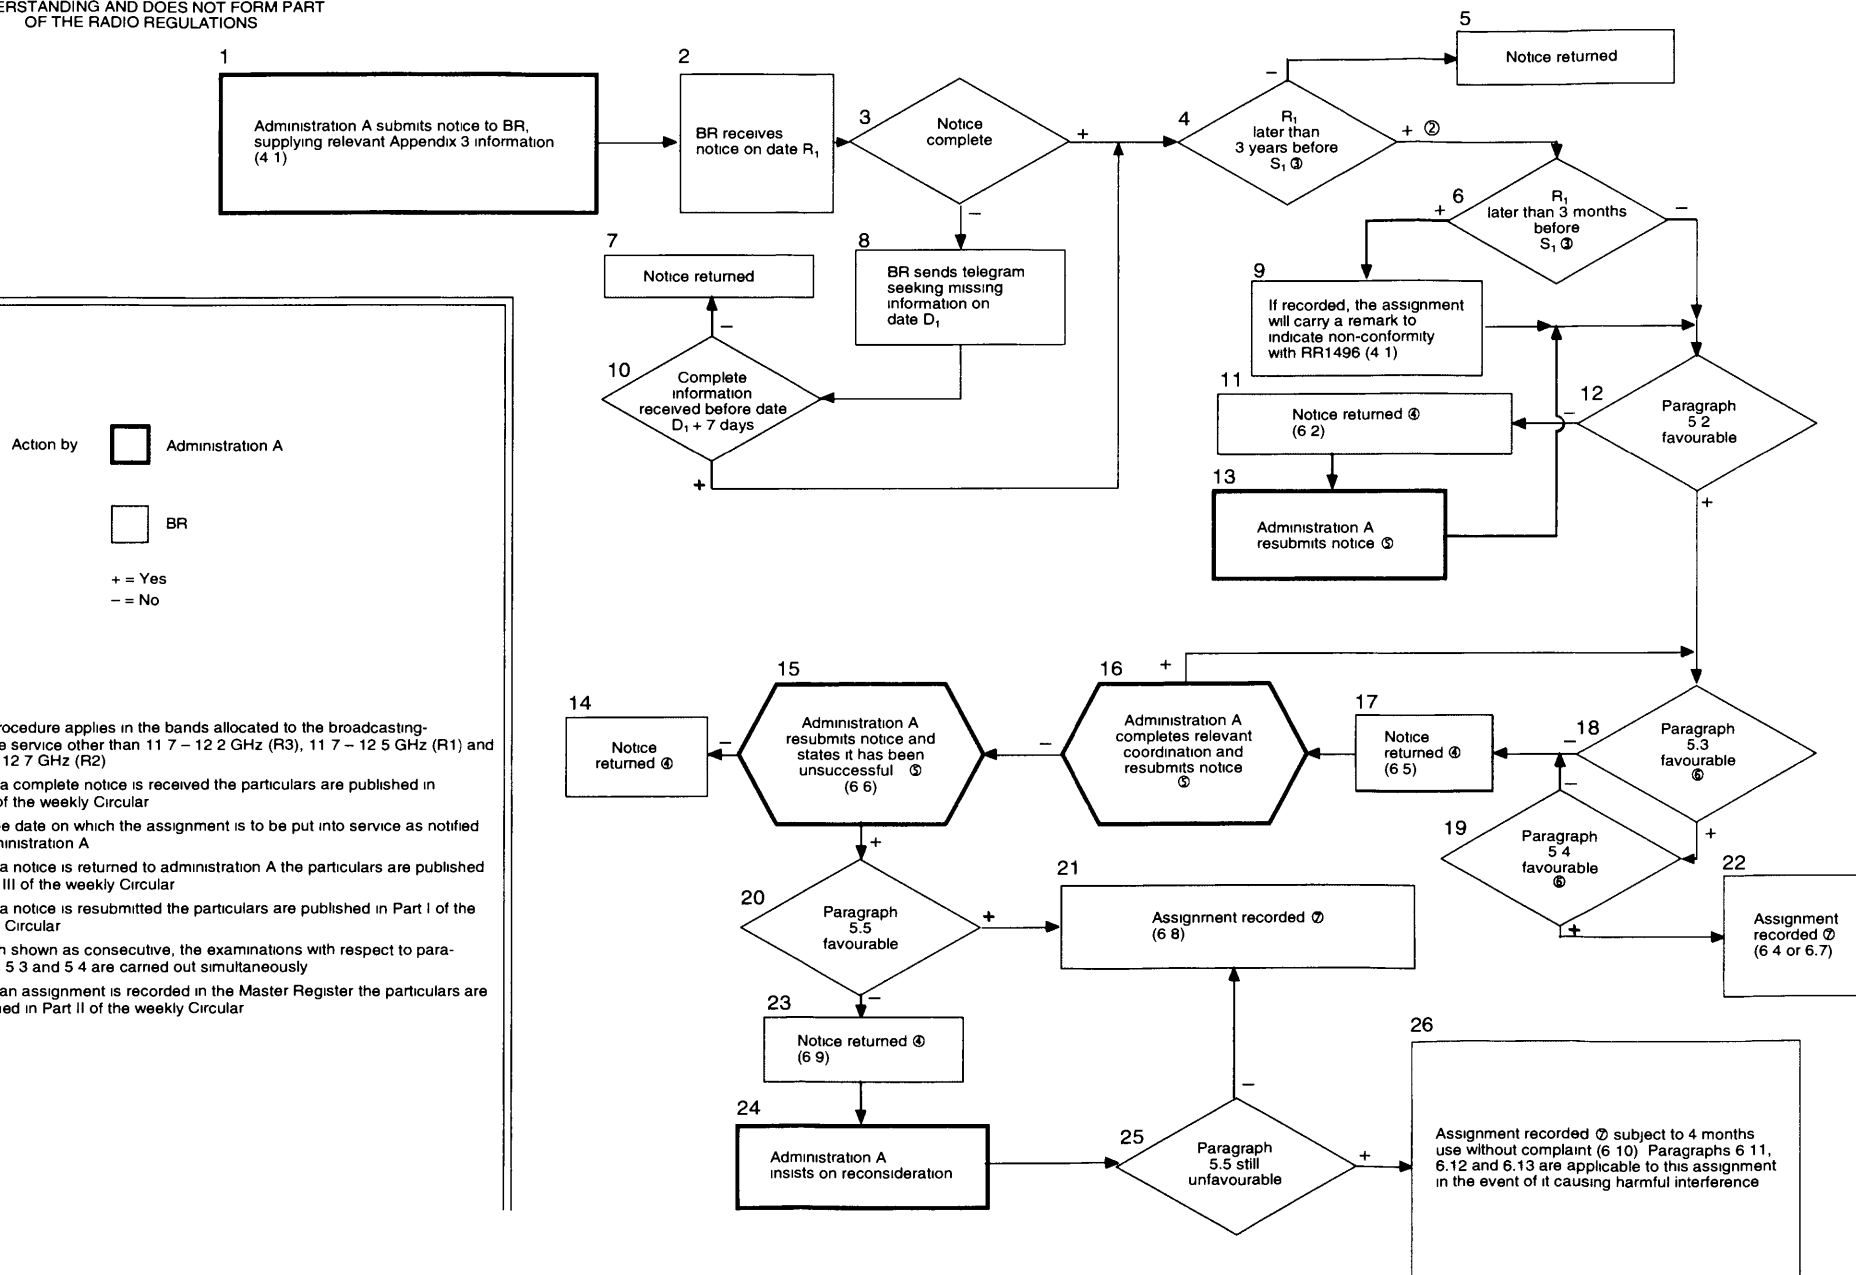 ERSTANDING AND DOES NOT FORM PART
OF THE RADIO REGULATIONS
1
Administration A submits notice to BR,
supplying relevant Appendix 3 information
(4 1)
2
BR receives
notice on date R₁
3
Notice
complete
+
−
4
R₁
later than
3 years before
S₁ ③
−
+ ②
5
Notice returned
6
R₁
later than 3 months
before
S₁ ③
+
−
7
Notice returned
8
BR sends telegram
seeking missing
information on
date D₁
9
If recorded, the assignment
will carry a remark to
indicate non-conformity
with RR1496 (4 1)
10
Complete
information
received before date
D₁ + 7 days
−
+
11
Notice returned ④
(6 2)
12
Paragraph
5 2
favourable
−
+
13
Administration A
resubmits notice ⑤
Action by
Administration A
BR
+ = Yes
− = No
14
Notice
returned ④
15
Administration A
resubmits notice and
states it has been
unsuccessful ⑤
(6 6)
−
+
16
Administration A
completes relevant
coordination and
resubmits notice
⑤
+
−
17
Notice
returned ④
(6 5)
18
Paragraph
5.3
favourable
⑥
−
+
19
Paragraph
5 4
favourable
⑥
−
+
20
Paragraph
5.5
favourable
+
−
21
Assignment recorded ⑦
(6 8)
22
Assignment
recorded ⑦
(6 4 or 6.7)
23
Notice returned ④
(6 9)
24
Administration A
insists on reconsideration
25
Paragraph
5.5 still
unfavourable
−
+
26
Assignment recorded ⑦ subject to 4 months
use without complaint (6 10) Paragraphs 6 11,
6.12 and 6.13 are applicable to this assignment
in the event of it causing harmful interference
rocedure applies in the bands allocated to the broadcasting-
e service other than 11 7 – 12 2 GHz (R3), 11 7 – 12 5 GHz (R1) and
12 7 GHz (R2)
a complete notice is received the particulars are published in
of the weekly Circular
e date on which the assignment is to be put into service as notified
ministration A
a notice is returned to administration A the particulars are published
III of the weekly Circular
a notice is resubmitted the particulars are published in Part I of the
Circular
h shown as consecutive, the examinations with respect to para-
5 3 and 5 4 are carried out simultaneously
an assignment is recorded in the Master Register the particulars are
ed in Part II of the weekly Circular